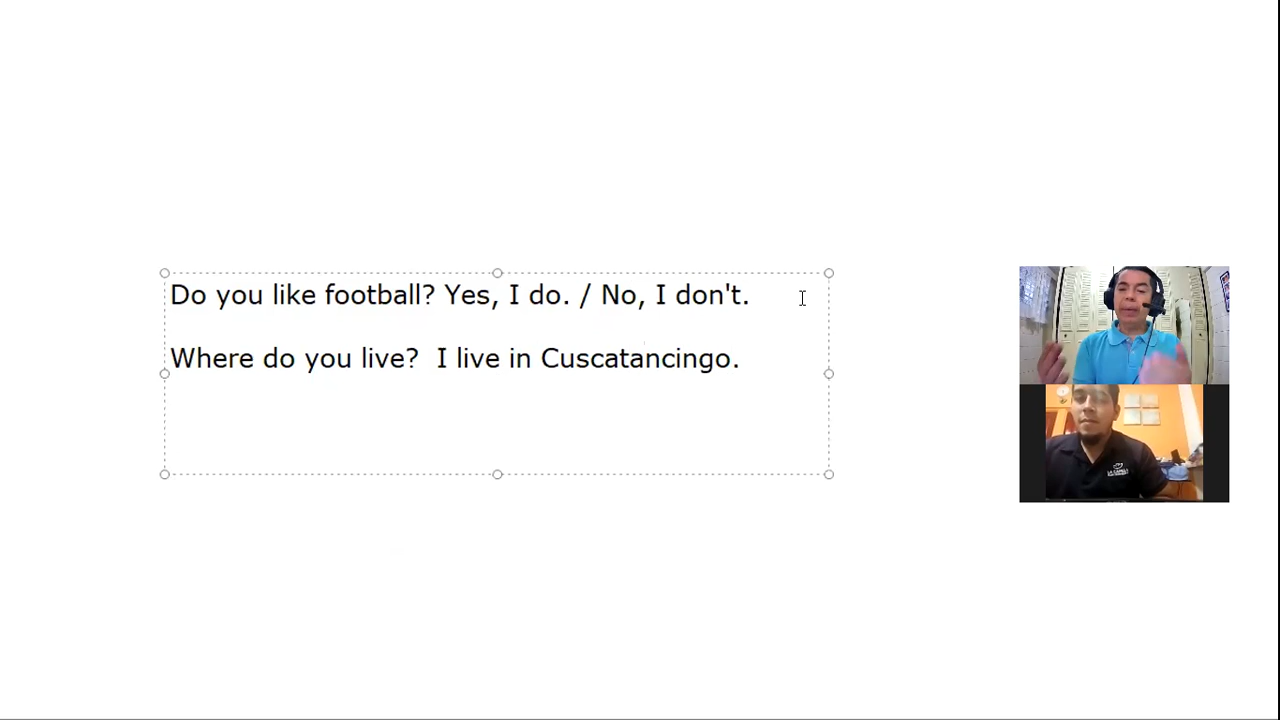 Do you like football? Yes, I do. / No, I don't.
Where do you live?  I live in Cuscatancingo.